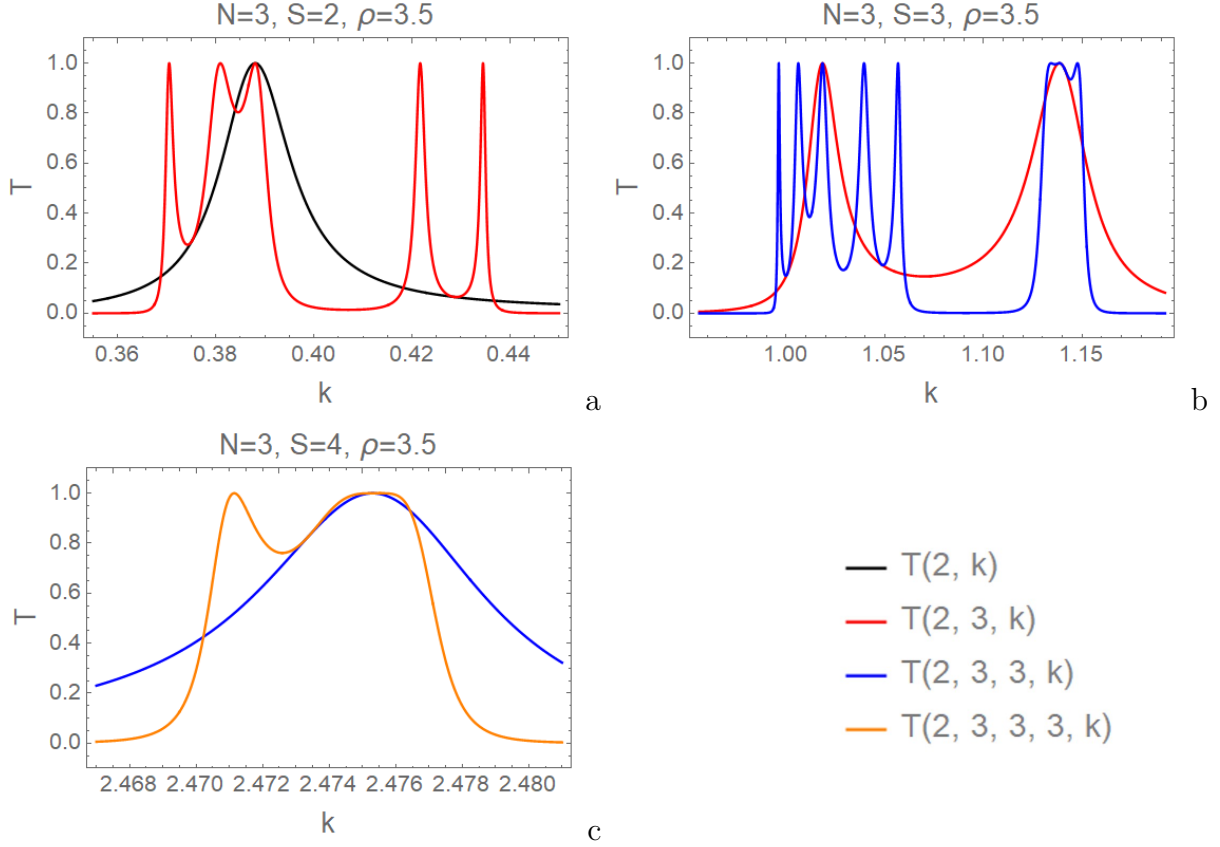 N=3, S=2, ρ=3.5
1.0
0.8
0.6
0.4
0.2
0.0
T
0.36 0.38 0.40 0.42 0.44
k
a
N=3, S=3, ρ=3.5
1.0
0.8
0.6
0.4
0.2
0.0
T
1.00 1.05 1.10 1.15
k
b
N=3, S=4, ρ=3.5
1.0
0.8
0.6
0.4
0.2
0.0
T
2.468 2.470 2.472 2.474 2.476 2.478 2.480
k
c
T(2, k)
T(2, 3, k)
T(2, 3, 3, k)
T(2, 3, 3, 3, k)